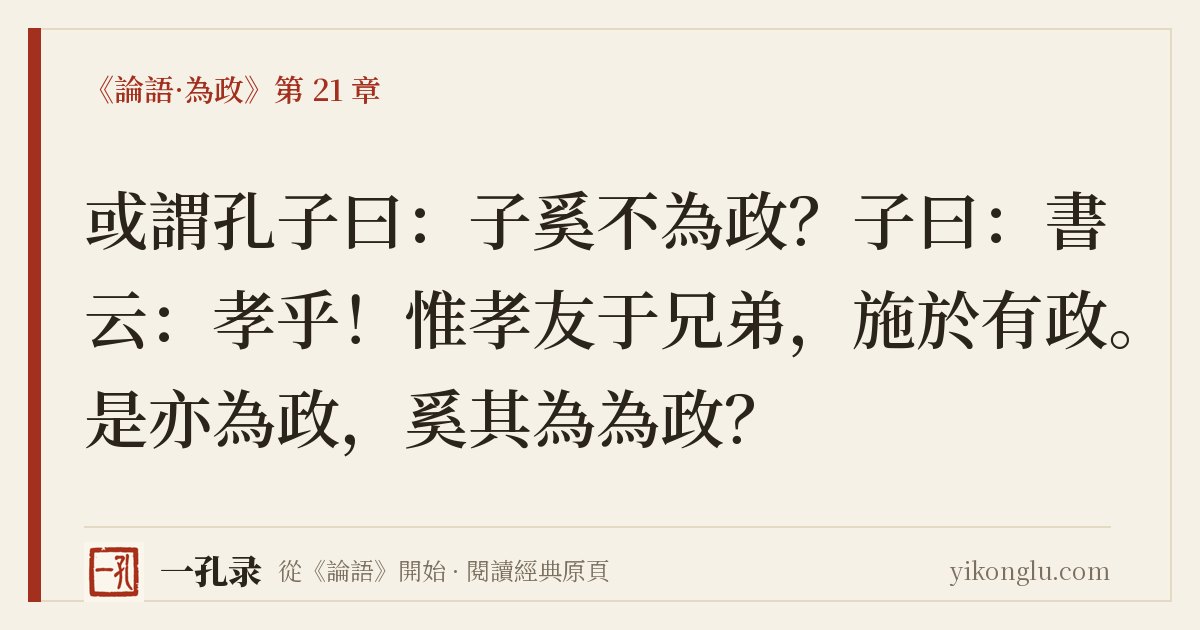 《論語·為政》第 21 章
或謂孔子曰：子奚不為政？子曰：書
云：孝乎！惟孝友于兄弟，施於有政。
是亦為政，奚其為為政？
一孔 一孔录 從《論語》開始 · 閱讀經典原頁 yikonglu.com